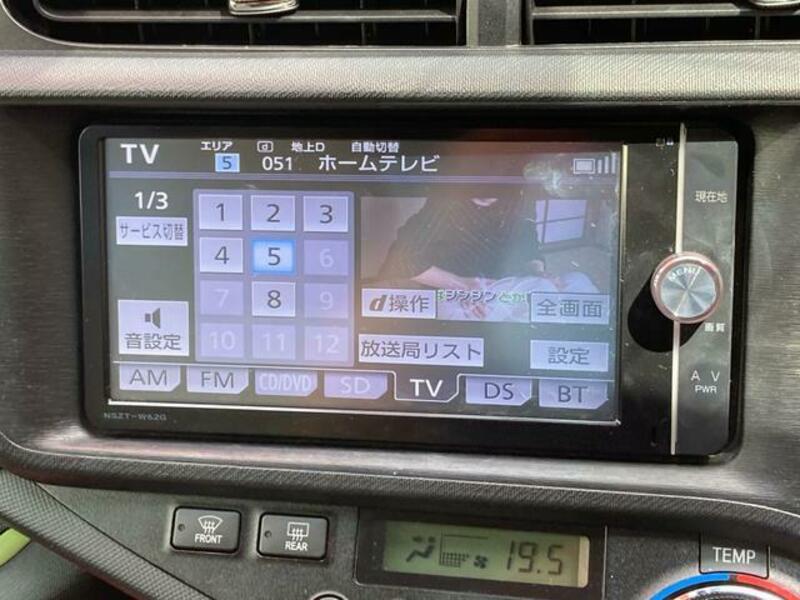 TV エリア 5 地上D 自動切替
051 ホームテレビ
現在地
1/3
サービス切替
1 2 3
4 5 6
7 8 9
10 11 12
d操作
全画面
音設定
放送局リスト
設定
MENU
画質
A V
PWR
AM FM CD/DVD SD TV DS BT
NSZT-W62G
FRONT
REAR
19.5
TEMP